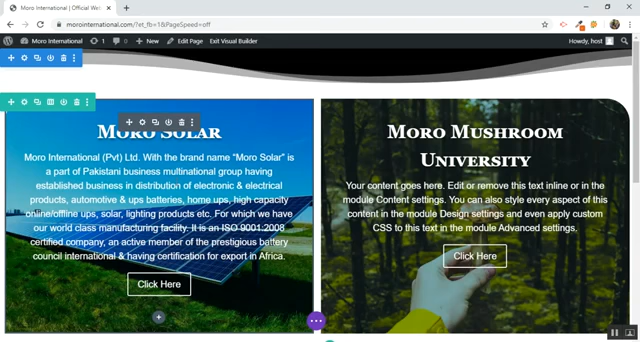 Moro International | Official Web
morointernational.com/?et_fb=1&PageSpeed=off
Moro International 1 0 New Edit Page Exit Visual Builder Howdy, host
Moro Solar
Moro International (Pvt) Ltd. With the brand name "Moro Solar" is
a part of Pakistani business multinational group having
established business in distribution of electronic & electrical
products, automotive & ups batteries, home ups, high capacity
online/offline ups, solar, lighting products etc. For which we have
our world class manufacturing facility. It is an ISO 9001:2008
certified company, an active member of the prestigious battery
council international & having certification for export in Africa.
Click Here
Moro Mushroom
University
Your content goes here. Edit or remove this text inline or in the
module Content settings. You can also style every aspect of this
content in the module Design settings and even apply custom
CSS to this text in the module Advanced settings.
Click Here